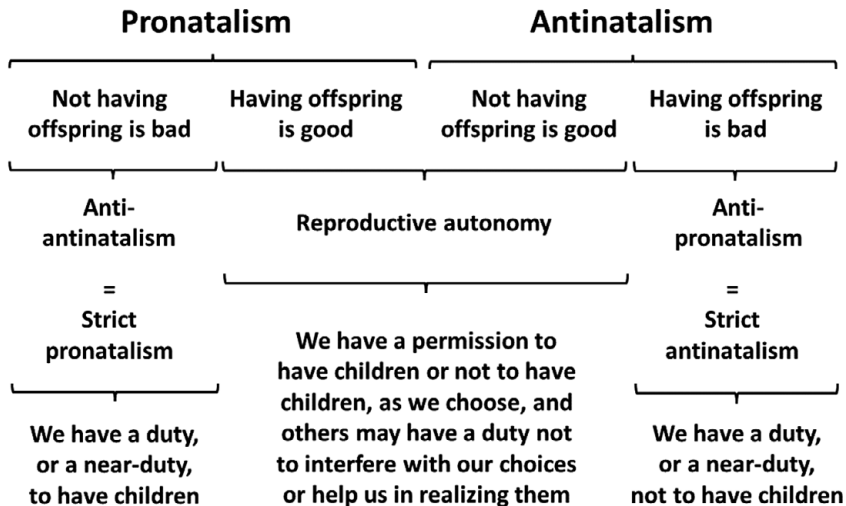 Pronatalism
Antinatalism
Not having
offspring is bad
Having offspring
is good
Not having
offspring is good
Having offspring
is bad
Anti-
antinatalism
=
Strict
pronatalism
Reproductive autonomy
Anti-
pronatalism
=
Strict
antinatalism
We have a duty,
or a near-duty,
to have children
We have a permission to
have children or not to have
children, as we choose, and
others may have a duty not
to interfere with our choices
or help us in realizing them
We have a duty,
or a near-duty,
not to have children